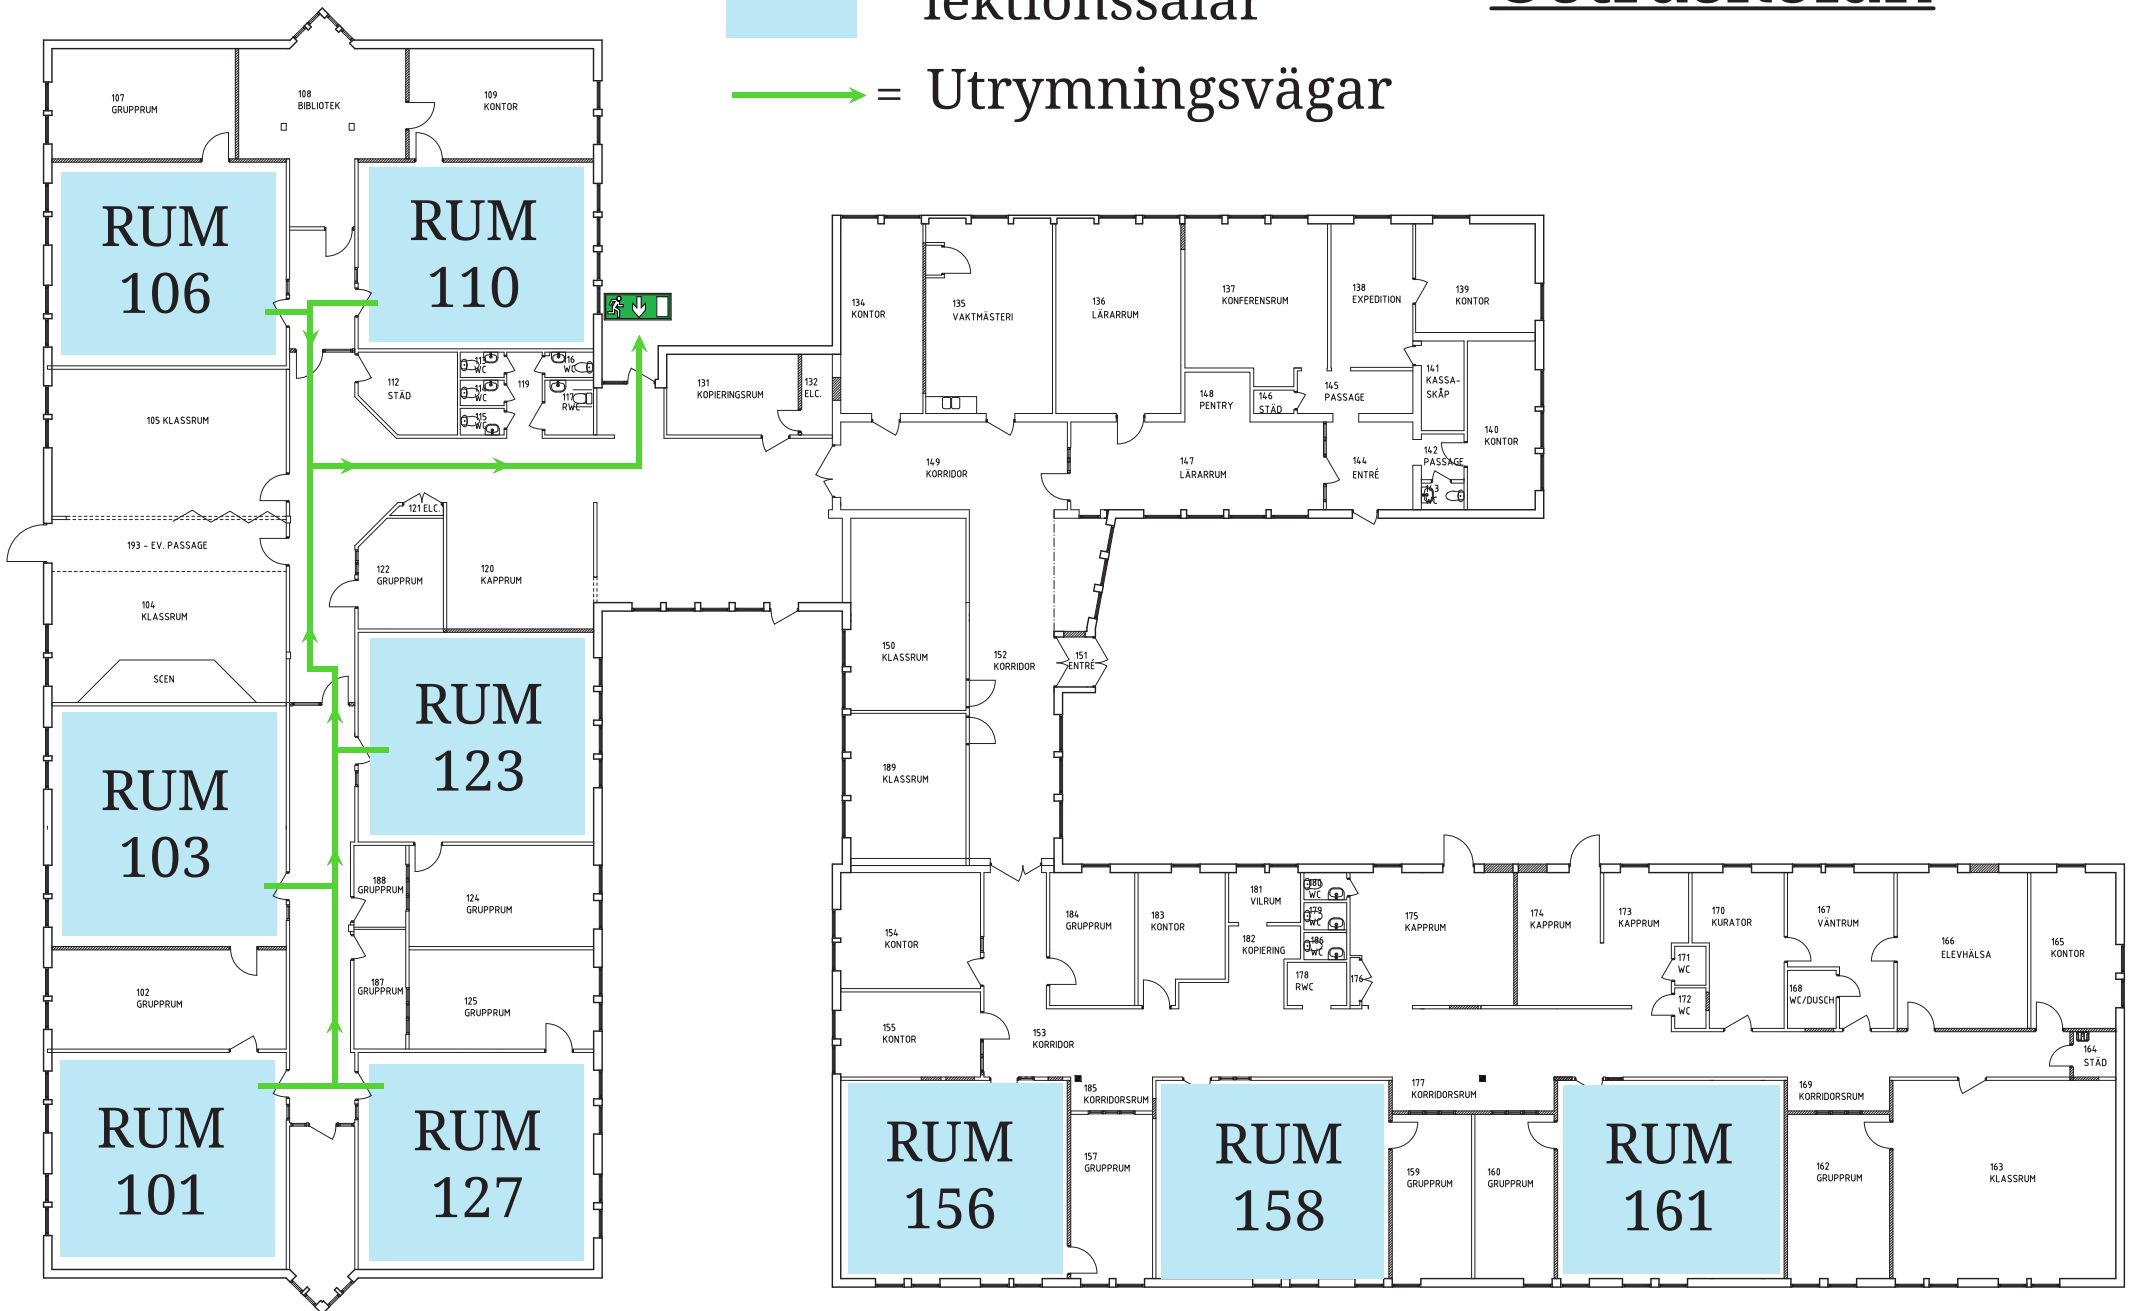 lektionssalar
= Utrymningsvägar
107
GRUPPRUM
108
BIBLIOTEK
109
KONTOR
RUM
106
RUM
110
105 KLASSRUM
112
STÄD
113
WC
114
WC
115
WC
119
116
WC
117
RWC
131
KOPIERINGSRUM
132
ELC.
134
KONTOR
135
VAKTMÄSTERI
136
LÄRARRUM
137
KONFERENSRUM
138
EXPEDITION
139
KONTOR
141
KASSA-
SKÅP
148
PENTRY
146
STÄD
145
PASSAGE
140
KONTOR
142
PASSAGE
143
WC
144
ENTRÉ
147
LÄRARRUM
149
KORRIDOR
121 ELC.
193 - EV. PASSAGE
122
GRUPPRUM
120
KAPPRUM
104
KLASSRUM
SCEN
150
KLASSRUM
152
KORRIDOR
151
ENTRÉ
RUM
103
RUM
123
189
KLASSRUM
188
GRUPPRUM
124
GRUPPRUM
102
GRUPPRUM
187
GRUPPRUM
125
GRUPPRUM
RUM
101
RUM
127
154
KONTOR
155
KONTOR
153
KORRIDOR
184
GRUPPRUM
183
KONTOR
181
VILRUM
182
KOPIERING
180
WC
179
WC
186
WC
178
RWC
176
175
KAPPRUM
174
KAPPRUM
173
KAPPRUM
170
KURATOR
171
WC
172
WC
167
VÄNTRUM
168
WC/DUSCH
166
ELEVHÄLSA
165
KONTOR
164
STÄD
185
KORRIDORSRUM
177
KORRIDORSRUM
169
KORRIDORSRUM
RUM
156
157
GRUPPRUM
RUM
158
159
GRUPPRUM
160
GRUPPRUM
RUM
161
162
GRUPPRUM
163
KLASSRUM